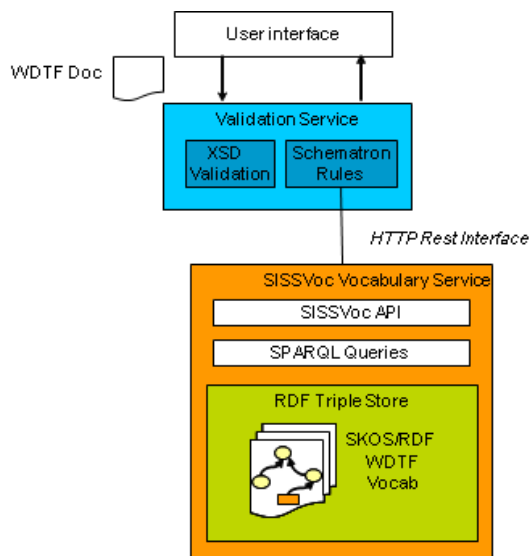 User interface
WDTF Doc
Validation Service
XSD
Validation
Schematron
Rules
HTTP Rest Interface
SISSVoc Vocabulary Service
SISSVoc API
SPARQL Queries
RDF Triple Store
SKOS/RDF
WDTF
Vocab